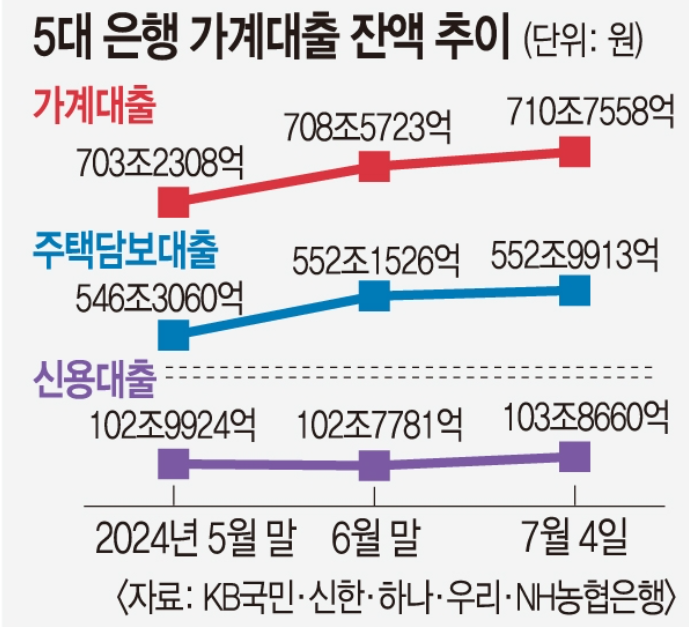 5대 은행 가계대출 잔액 추이 (단위: 원)
가계대출
703조2308억
708조5723억
710조7558억
주택담보대출
546조3060억
552조1526억
552조9913억
신용대출
102조9924억
102조7781억
103조8660억
2024년 5월 말 6월 말 7월 4일
〈자료: KB국민·신한·하나·우리·NH농협은행〉